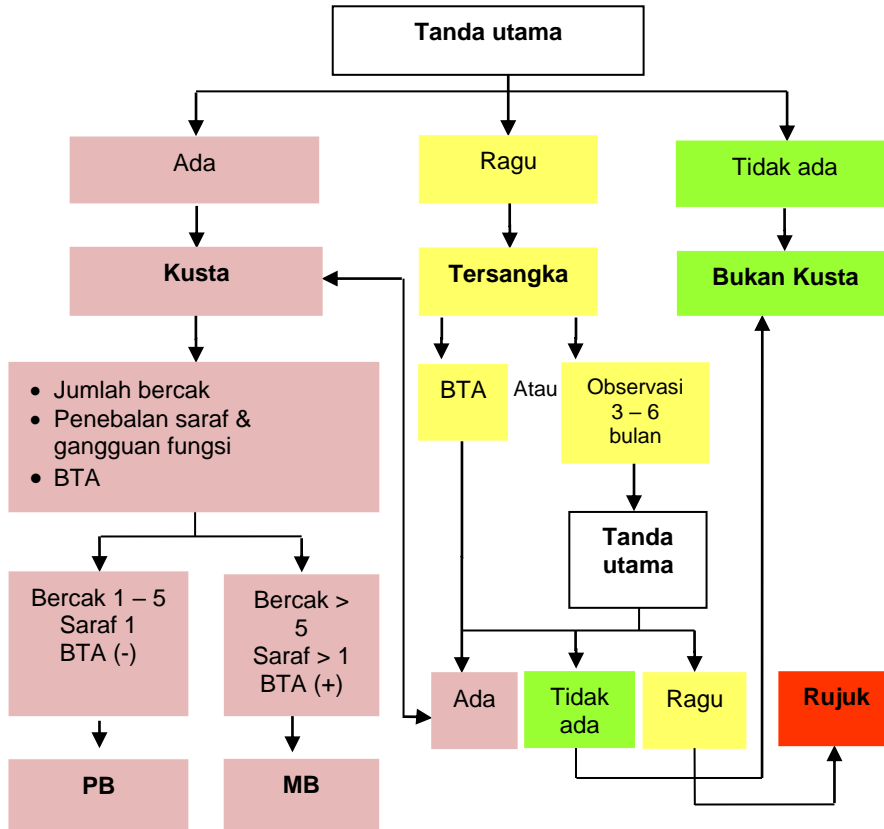 Tanda utama
Ada
Ragu
Tidak ada
Kusta
Tersangka
Bukan Kusta
• Jumlah bercak
• Penebalan saraf &
gangguan fungsi
• BTA
BTA
Atau
Observasi
3 – 6
bulan
Tanda
utama
Bercak 1 – 5
Saraf 1
BTA (-)
Bercak >
5
Saraf > 1
BTA (+)
Ada
Tidak
ada
Ragu
Rujuk
PB
MB